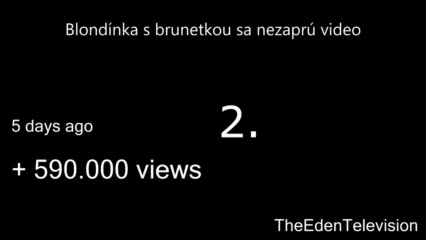 Blondínka s brunetkou sa nezaprú video
2.
5 days ago
+ 590.000 views
TheEdenTelevision